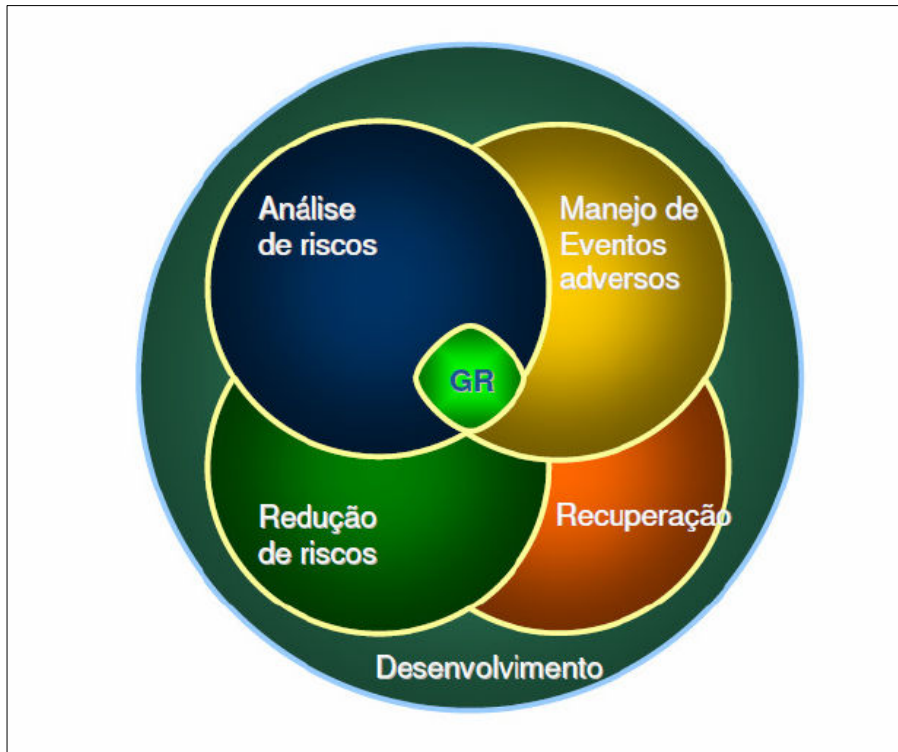 Análise
de riscos
Manejo de
Eventos
adversos
GR
Redução
de riscos
Recuperação
Desenvolvimento